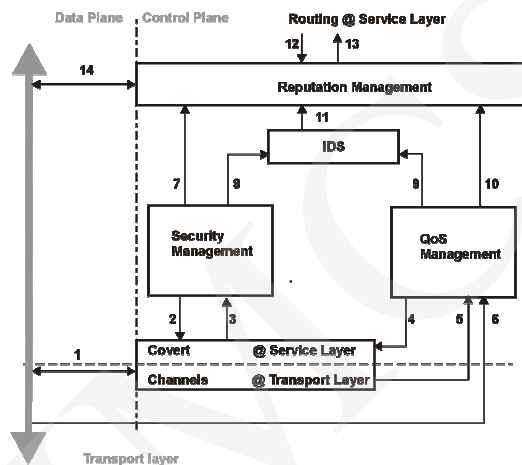 Data Plane Control Plane Routing @ Service Layer
12 13
14
Reputation Management
11
IDS
7 9 9 10
Security
Management
QoS
Management
2 3 4 5 6
1
Covert @ Service Layer
Channels @ Transport Layer
Transport layer